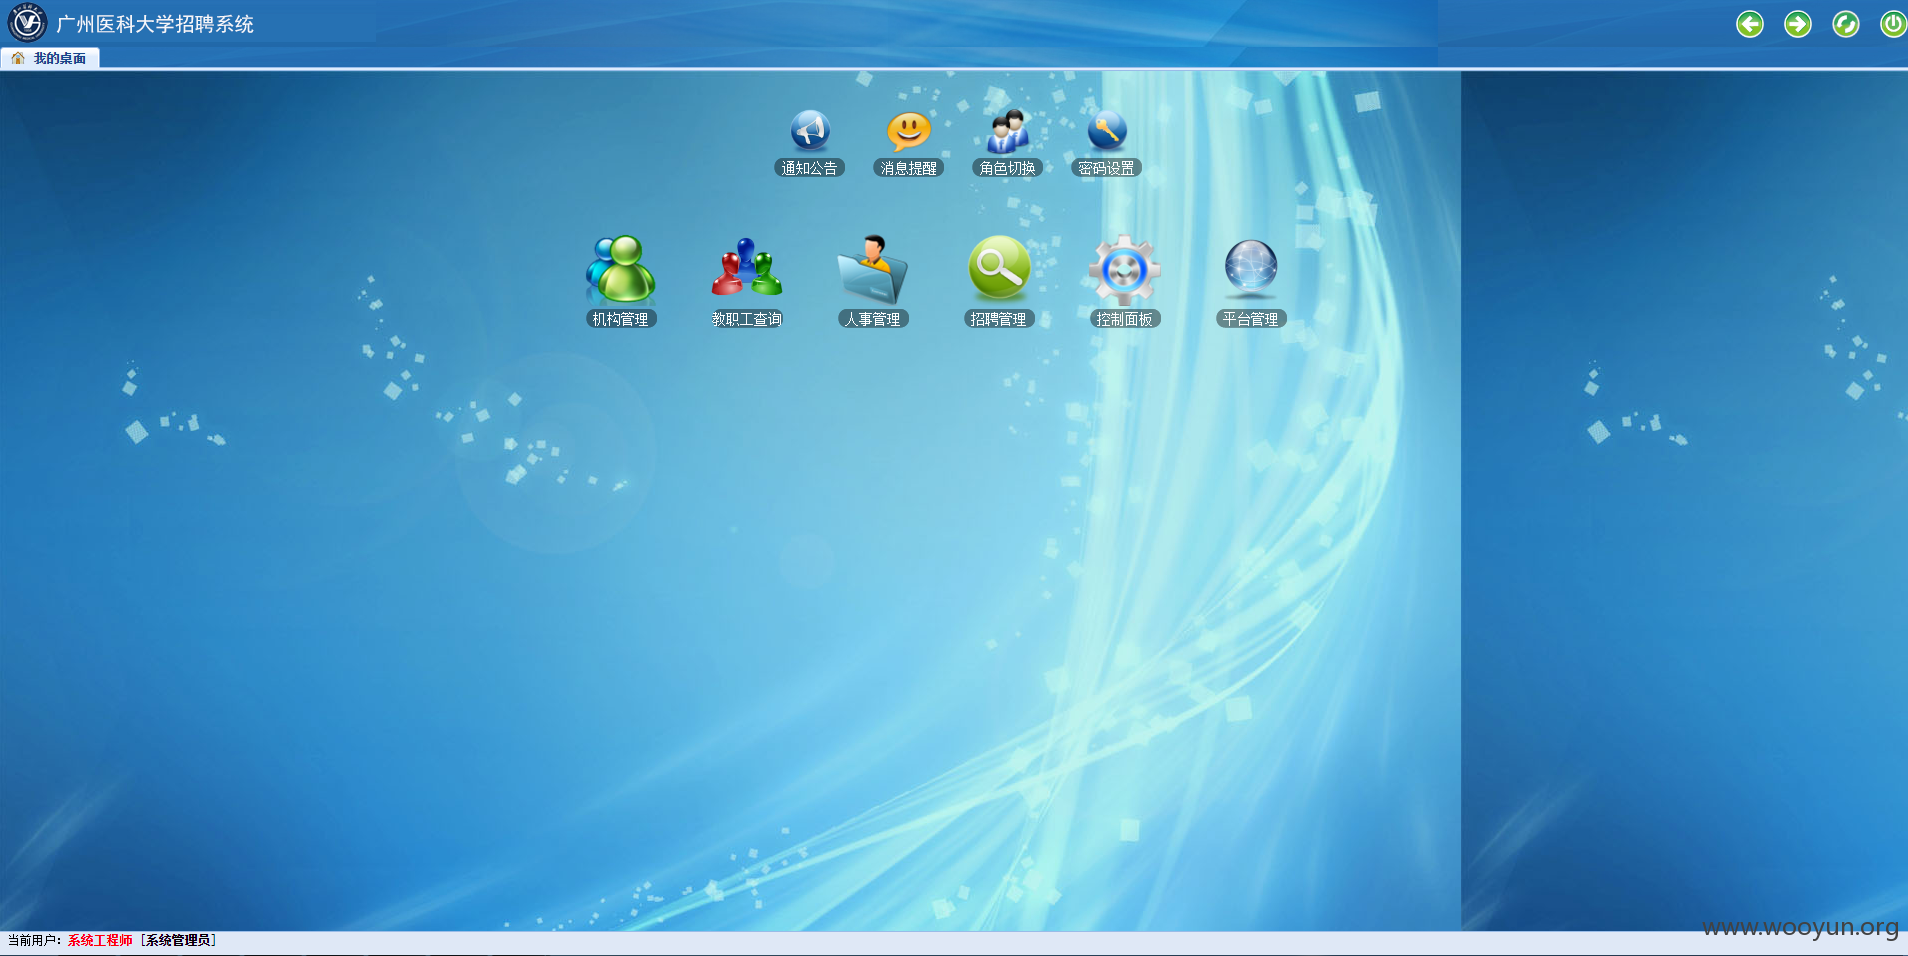 广州医科大学招聘系统
我的桌面
通知公告 消息提醒 角色切换 密码设置
机构管理 教职工查询 人事管理 招聘管理 控制面板 平台管理
www.wooyun.org
当前用户：系统工程师 [系统管理员]